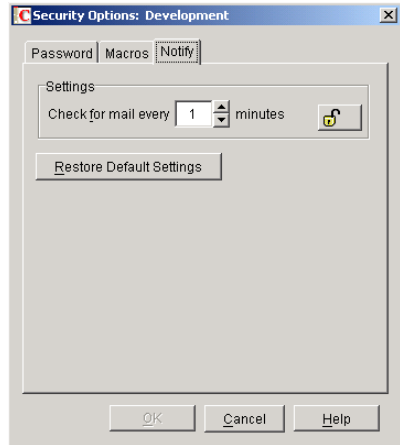 Security Options: Development
Password Macros Notify
Settings
Check for mail every 1 minutes
Restore Default Settings
OK Cancel Help